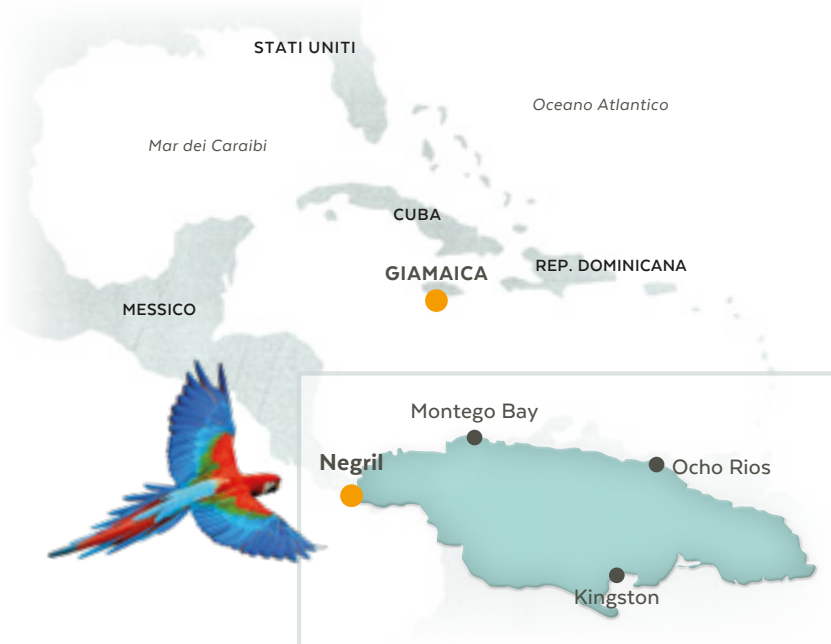 STATI UNITI
Oceano Atlantico
Mar dei Caraibi
CUBA
REP. DOMINICANA
GIAMAICA
MESSICO
Montego Bay
Negril
Ocho Rios
Kingston